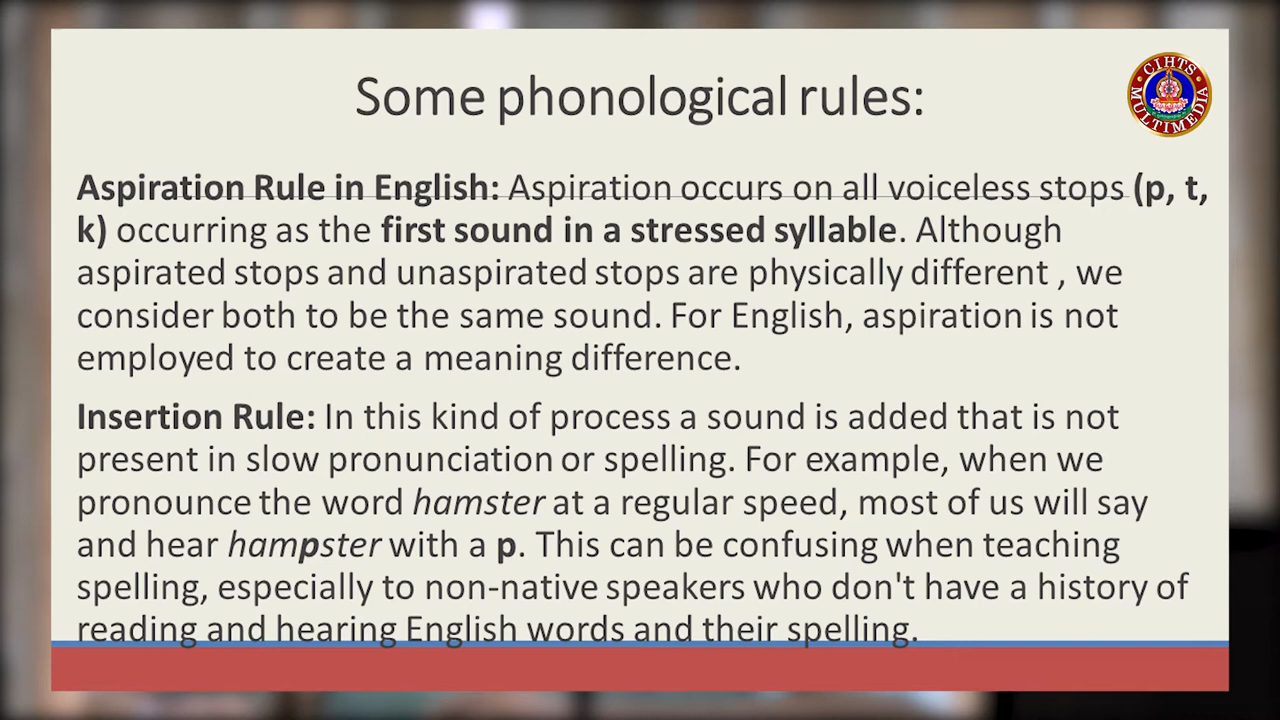 Some phonological rules:
CIHTS
MULTIMEDIA
Aspiration Rule in English: Aspiration occurs on all voiceless stops (p, t,
k) occurring as the first sound in a stressed syllable. Although
aspirated stops and unaspirated stops are physically different , we
consider both to be the same sound. For English, aspiration is not
employed to create a meaning difference.
Insertion Rule: In this kind of process a sound is added that is not
present in slow pronunciation or spelling. For example, when we
pronounce the word hamster at a regular speed, most of us will say
and hear hampster with a p. This can be confusing when teaching
spelling, especially to non-native speakers who don't have a history of
reading and hearing English words and their spelling.